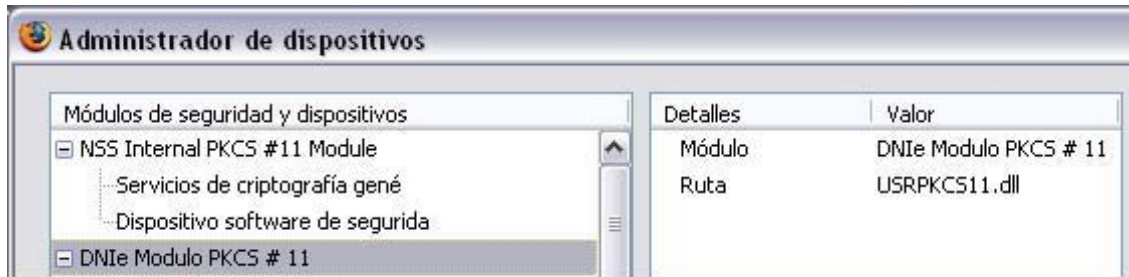 Administrador de dispositivos
Módulos de seguridad y dispositivos
NSS Internal PKCS #11 Module
Servicios de criptografía gené
Dispositivo software de segurida
DNIe Modulo PKCS # 11
Detalles Valor
Módulo DNIe Modulo PKCS # 11
Ruta USRPKCS11.dll